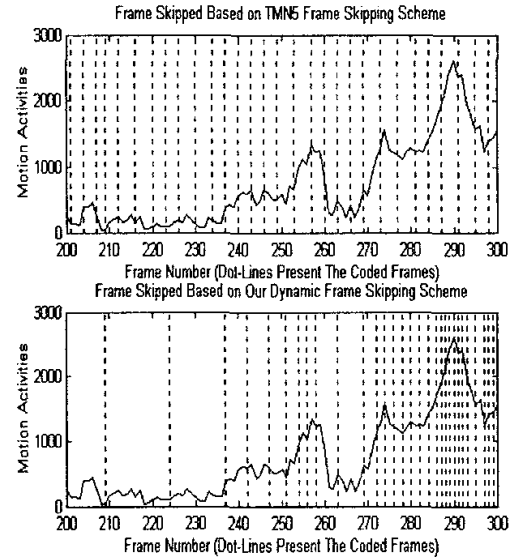 Frame Skipped Based on TMN5 Frame Skipping Scheme
3000
2000
1000
0
Motion Activities
200 210 220 230 240 250 260 270 280 290 300
Frame Number (Dot-Lines Present The Coded Frames)
Frame Skipped Based on Our Dynamic Frame Skipping Scheme
3000
2000
1000
0
Motion Activities
200 210 220 230 240 250 260 270 280 290 300
Frame Number (Dot-Lines Present The Coded Frames)